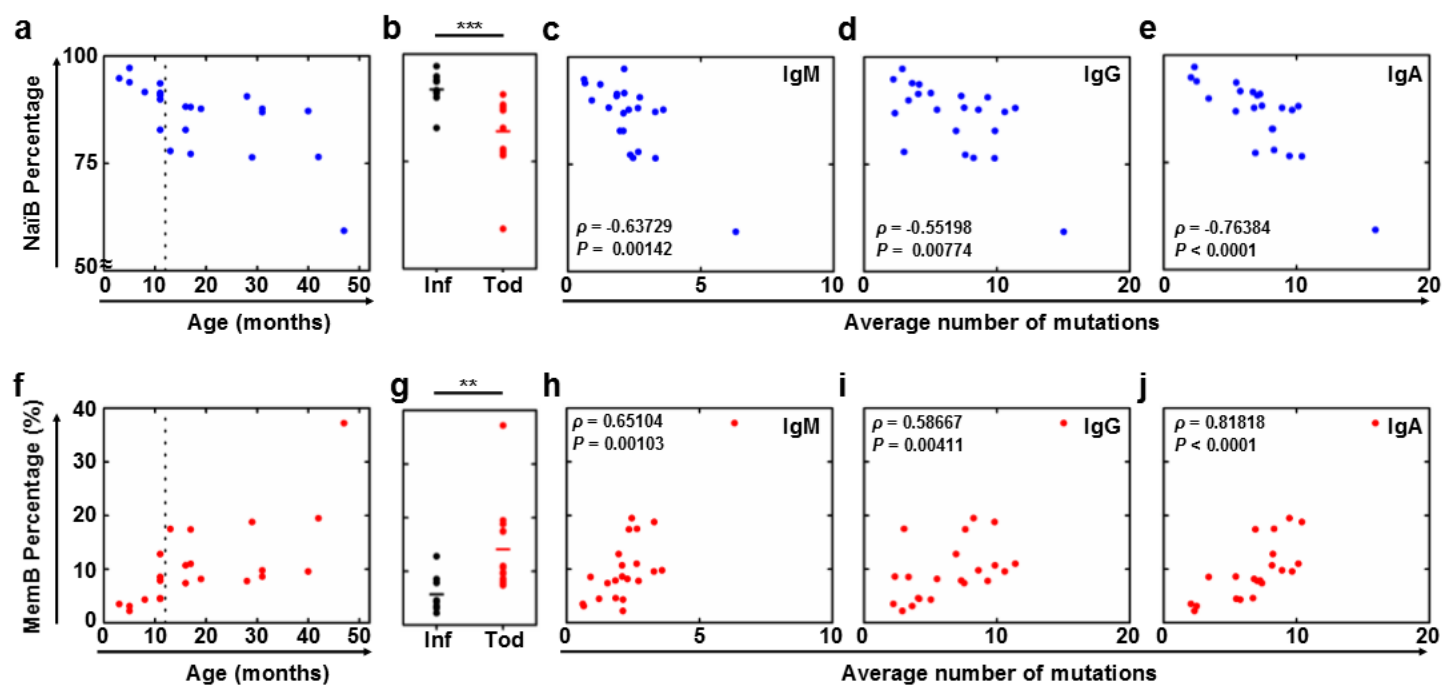 a
b
***
c
d
e
100
75
50
≈
NaïB Percentage
0 10 20 30 40 50
Age (months)
Inf Tod
IgM
ρ = -0.63729
P = 0.00142
0 5 10
IgG
ρ = -0.55198
P = 0.00774
0 10 20
IgA
ρ = -0.76384
P < 0.0001
0 10 20
Average number of mutations
f
g
**
h
i
j
40
30
20
10
0
MemB Percentage (%)
0 10 20 30 40 50
Age (months)
Inf Tod
ρ = 0.65104
P = 0.00103
IgM
0 5 10
ρ = 0.58667
P = 0.00411
IgG
0 10 20
ρ = 0.81818
P < 0.0001
IgA
0 10 20
Average number of mutations